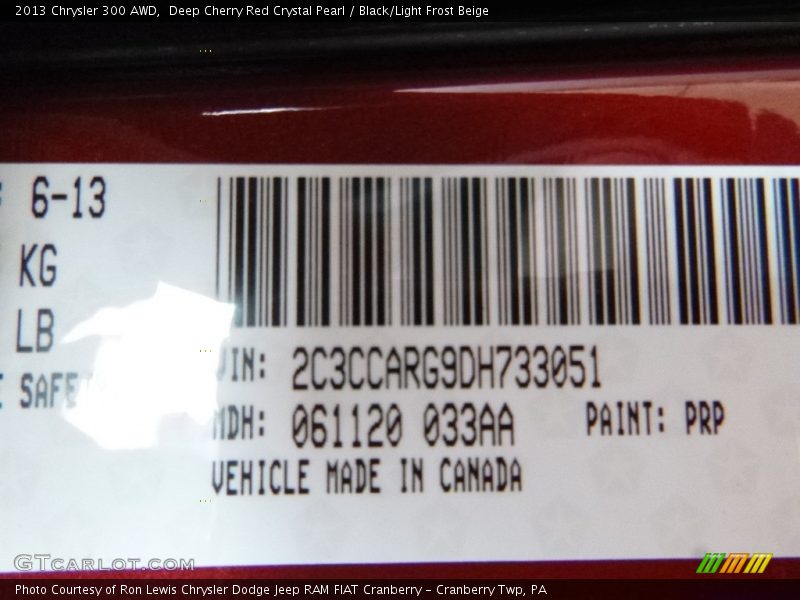 2013 Chrysler 300 AWD,  Deep Cherry Red Crystal Pearl / Black/Light Frost Beige
6-13
KG
LB
VIN: 2C3CCARG9DH733051
MDH: 061120 033AA PAINT: PRP
VEHICLE MADE IN CANADA
GTCARLOT.COM
Photo Courtesy of Ron Lewis Chrysler Dodge Jeep RAM FIAT Cranberry – Cranberry Twp, PA